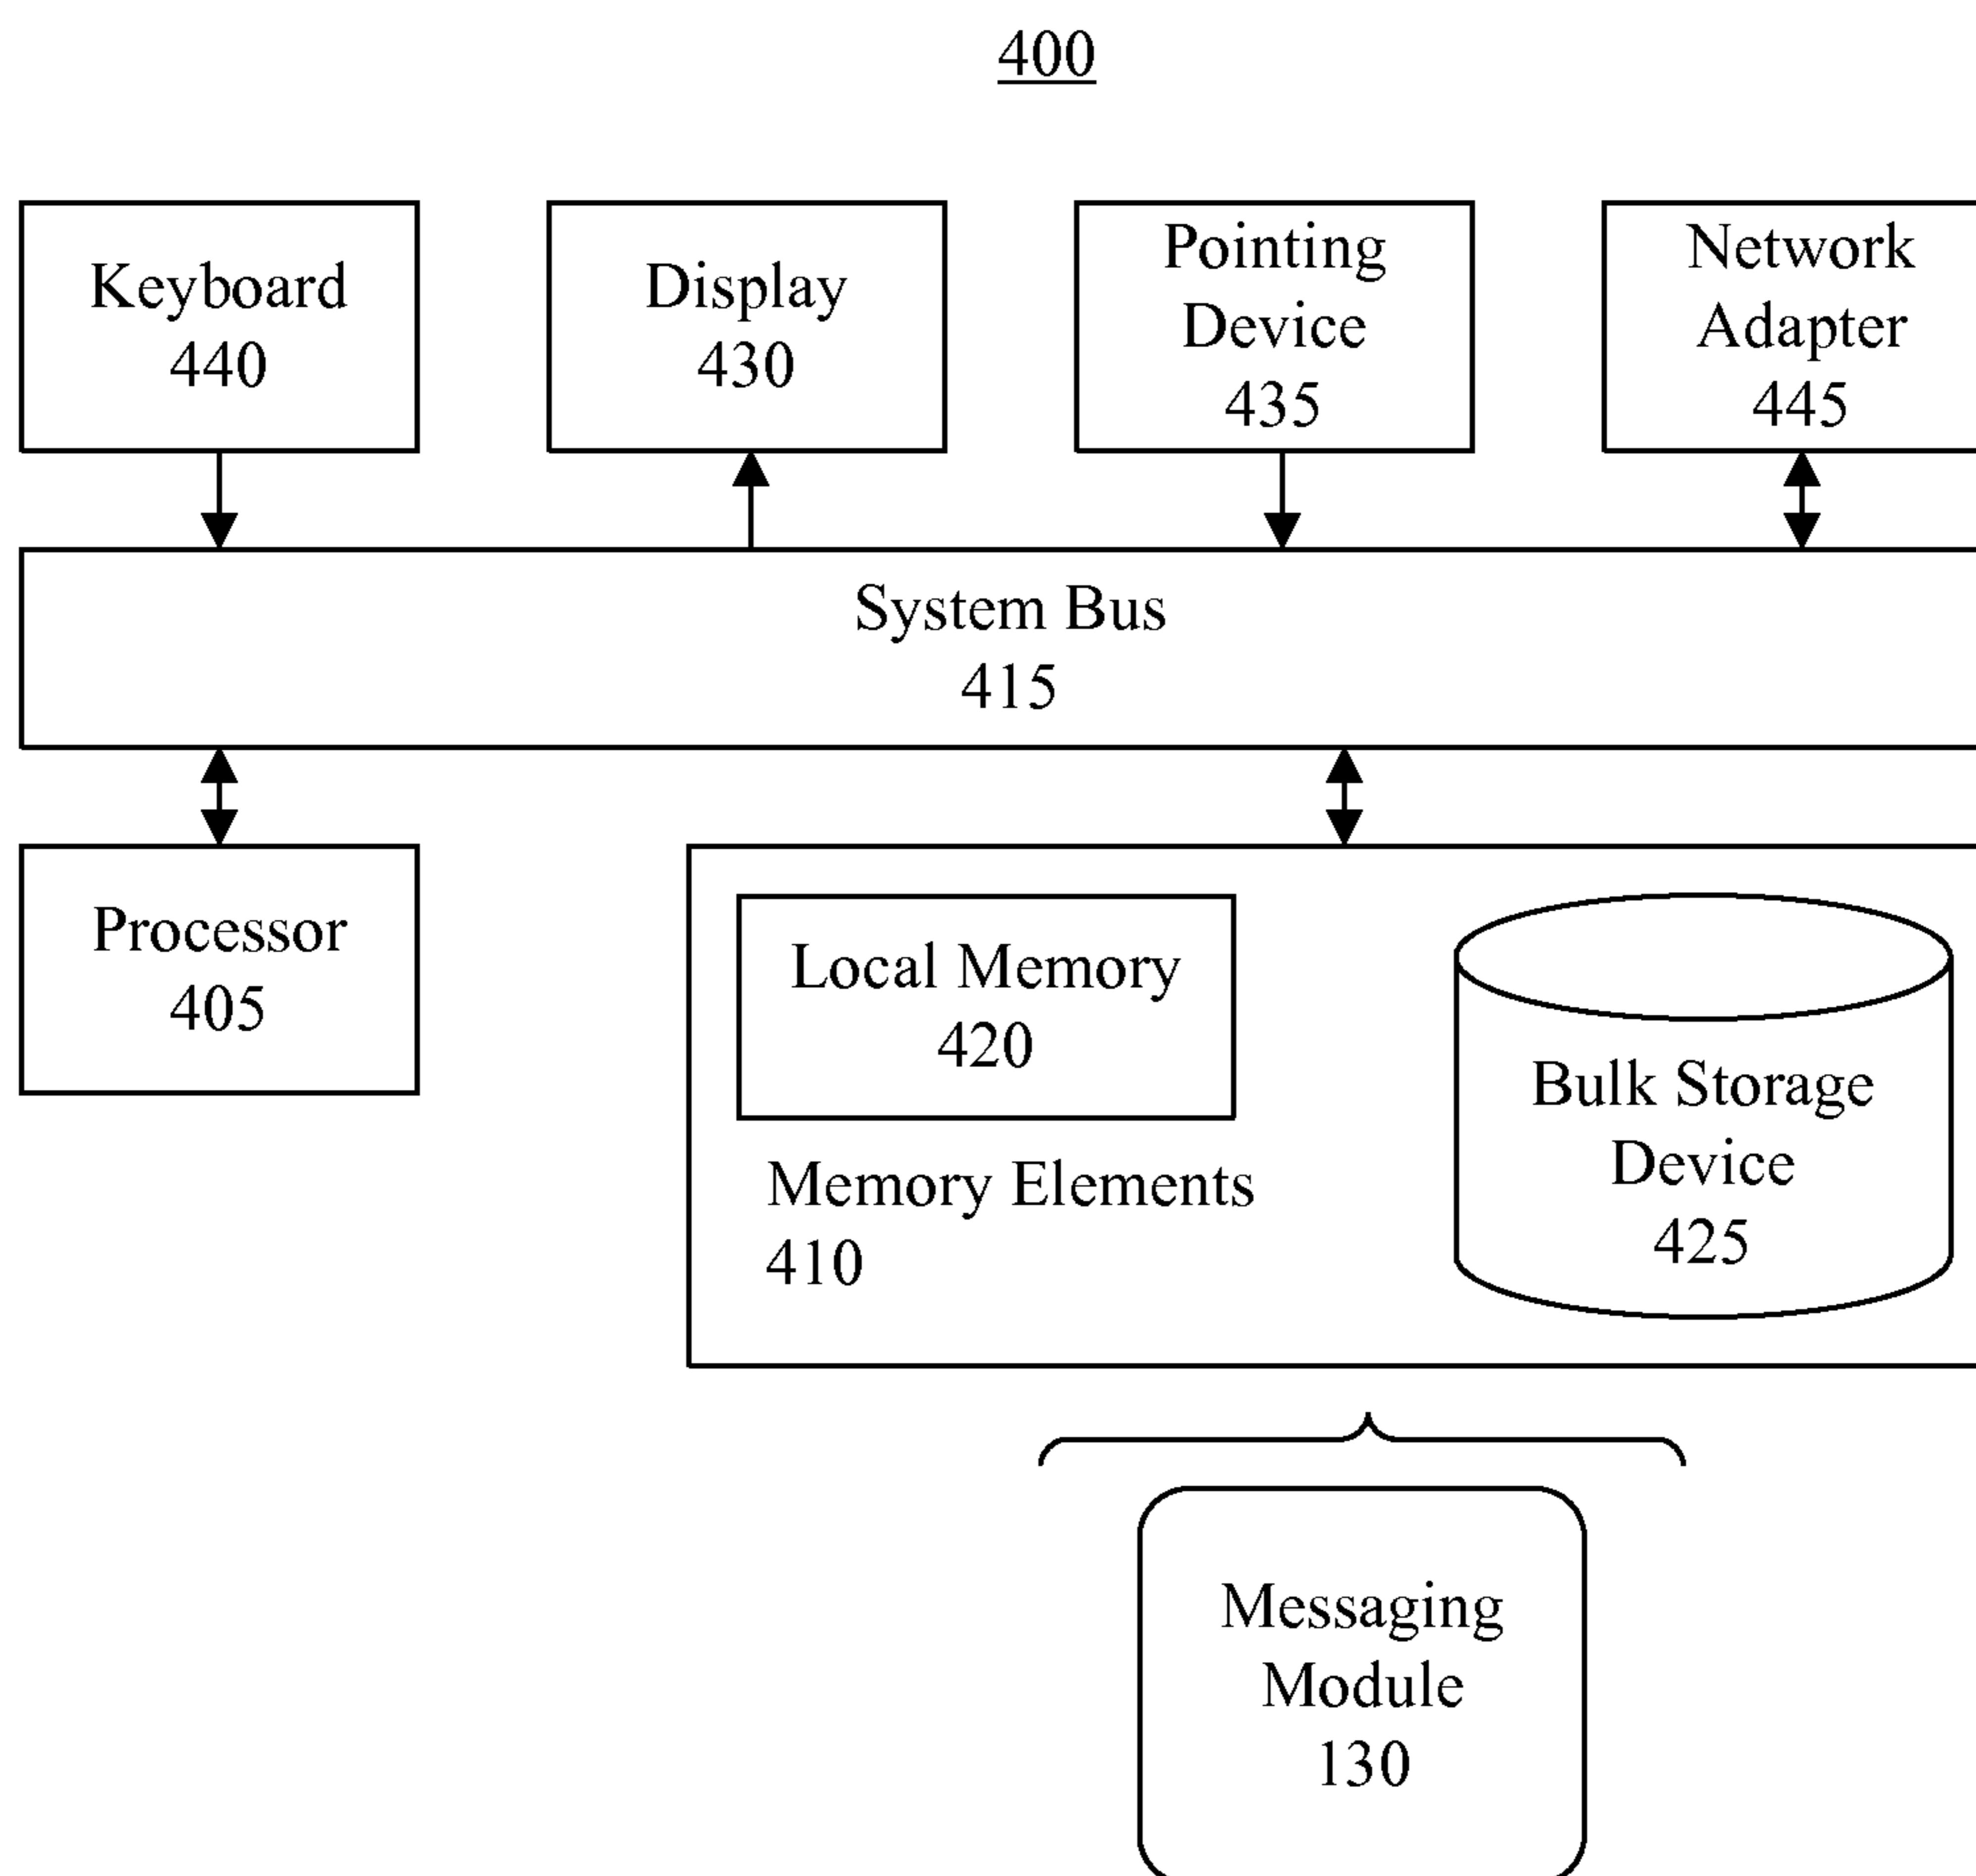 400
Keyboard
440
Display
430
Pointing
Device
435
Network
Adapter
445
System Bus
415
Processor
405
Local Memory
420
Memory Elements
410
Bulk Storage
Device
425
Messaging
Module
130